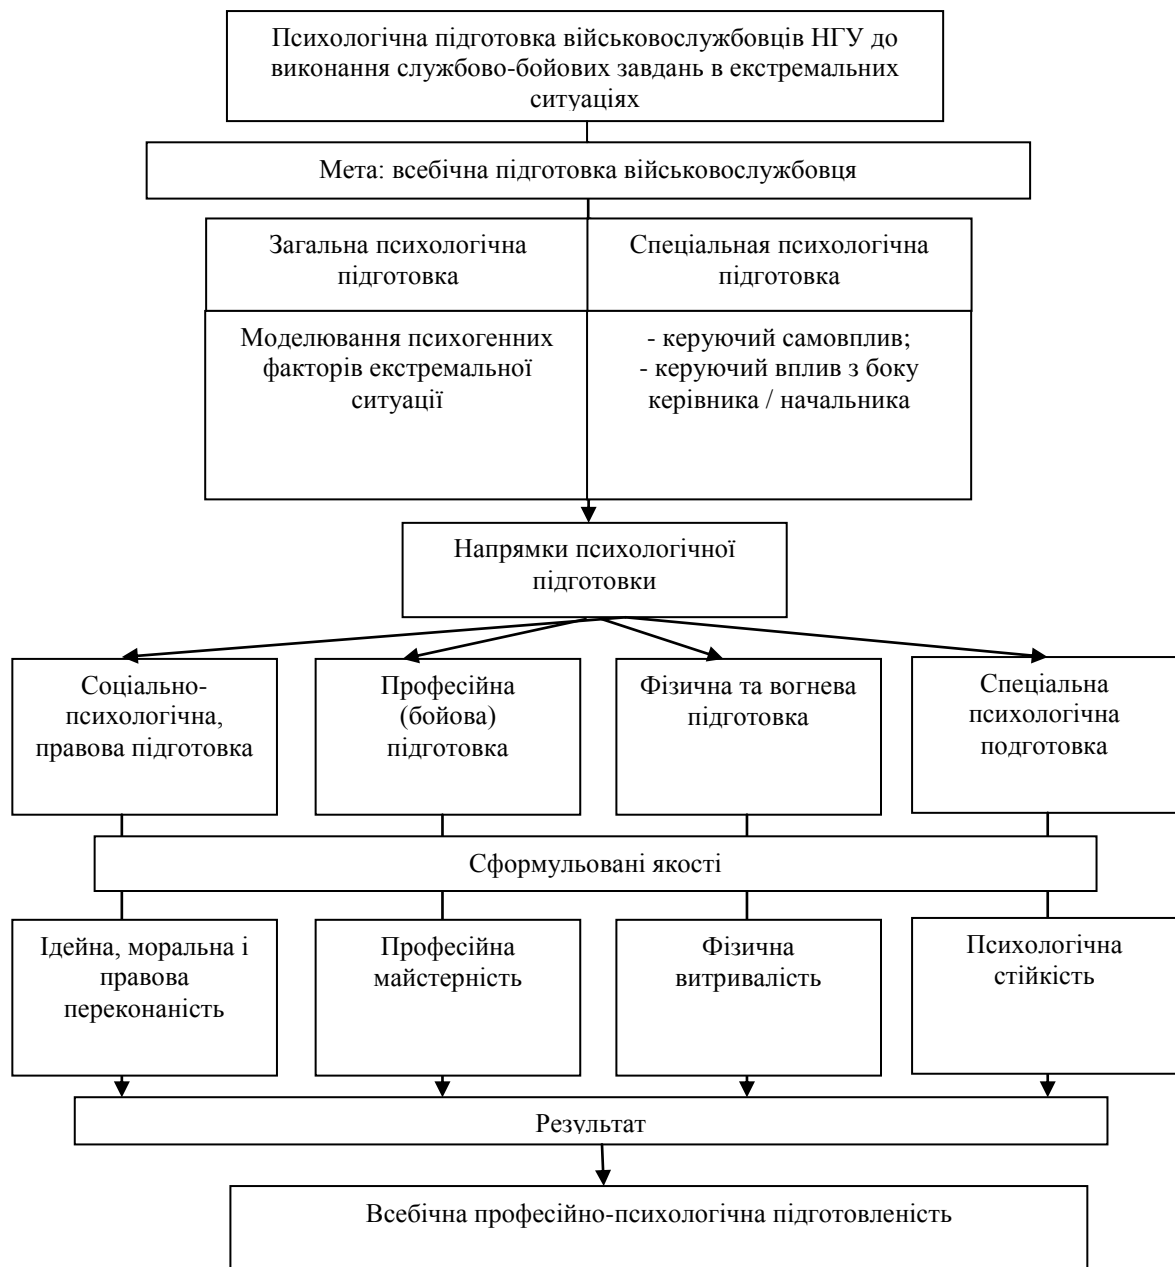 Психологічна підготовка військовослужбовців НГУ до
виконання службово-бойових завдань в екстремальних
ситуаціях
Мета: всебічна підготовка військовослужбовця
Загальна психологічна
підготовка
Спеціальная психологічна
підготовка
Моделювання психогенних
факторів екстремальної
ситуації
- керуючий самовплив;
- керуючий вплив з боку
керівника / начальника
Напрямки психологічної
підготовки
Соціально-
психологічна,
правова підготовка
Професійна
(бойова)
підготовка
Фізична та вогнева
підготовка
Спеціальна
психологічна
подготовка
Сформульовані якості
Ідейна, моральна і
правова
переконаність
Професійна
майстерність
Фізична
витривалість
Психологічна
стійкість
Результат
Всебічна професійно-психологічна підготовленість